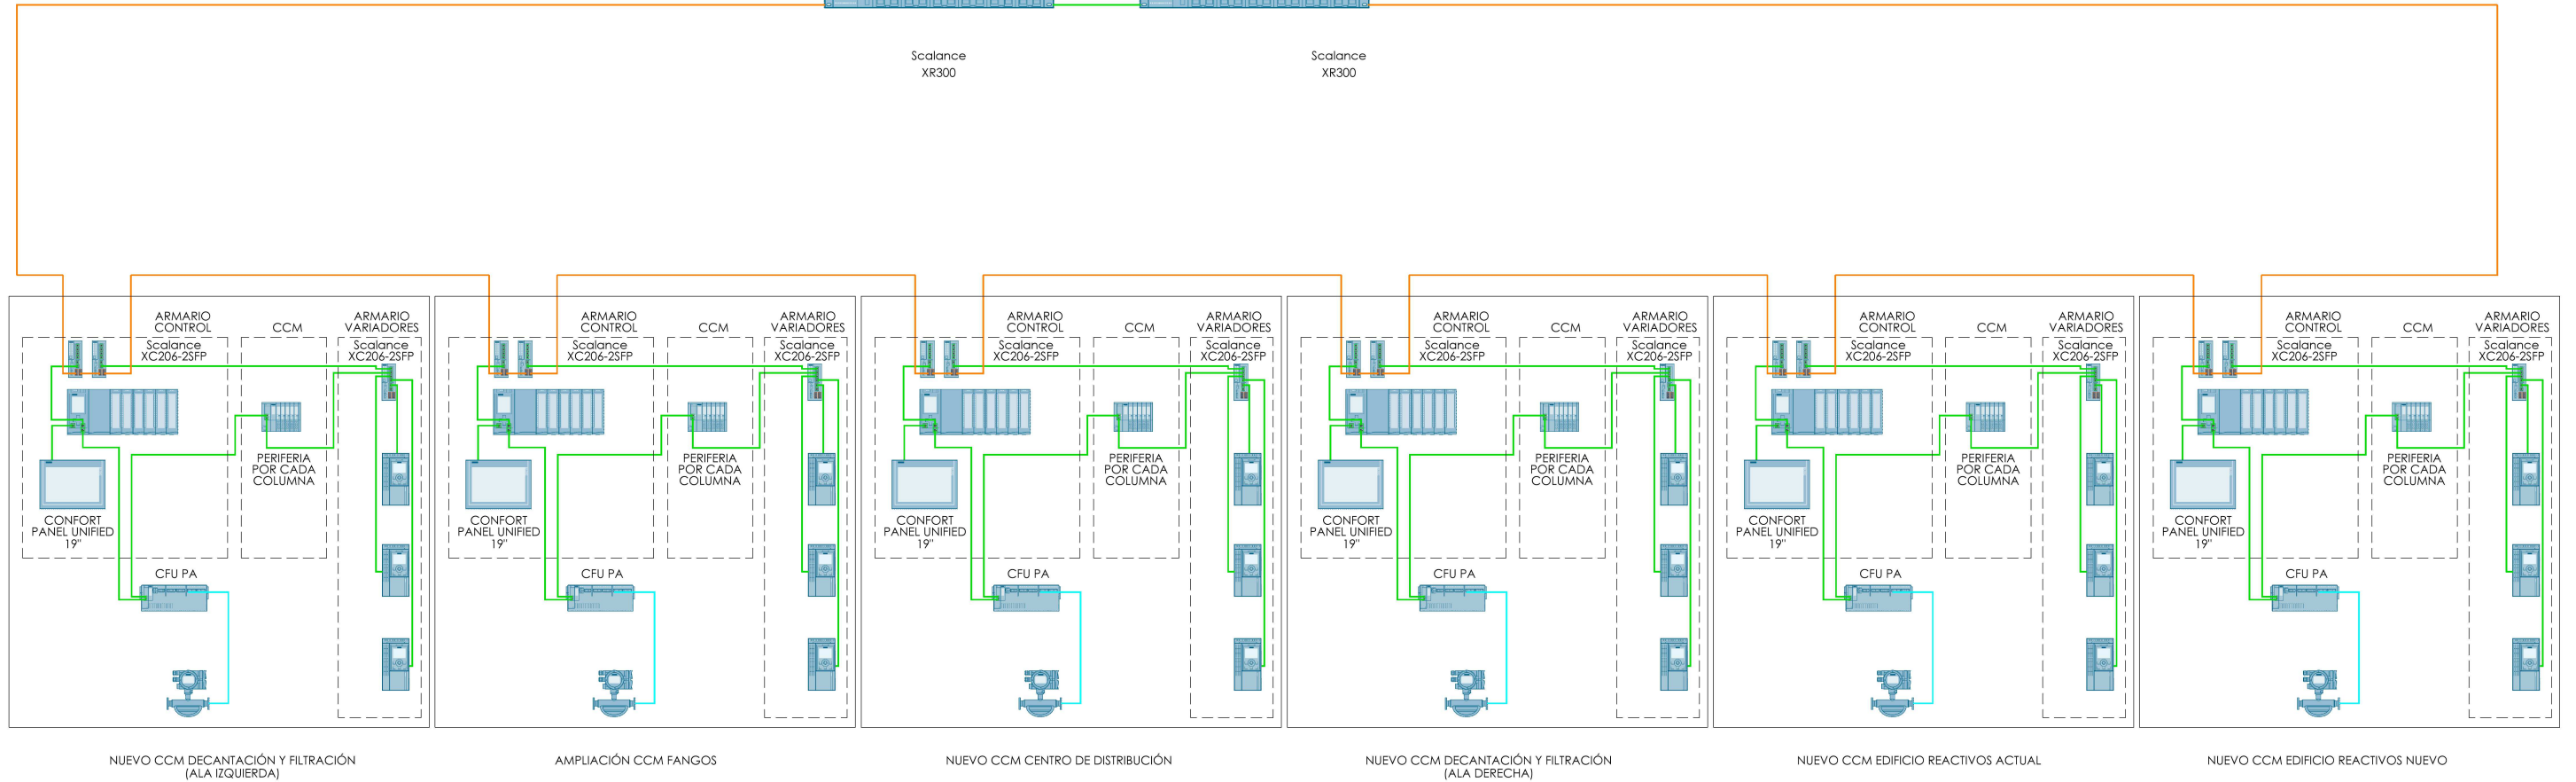 Scalance
XR300
Scalance
XR300
ARMARIO
CONTROL
CCM
ARMARIO
VARIADORES
Scalance
XC206-2SFP
Scalance
XC206-2SFP
PERIFERIA
POR CADA
COLUMNA
CONFORT
PANEL UNIFIED
19"
CFU PA
NUEVO CCM DECANTACIÓN Y FILTRACIÓN
(ALA IZQUIERDA)
ARMARIO
CONTROL
CCM
ARMARIO
VARIADORES
Scalance
XC206-2SFP
Scalance
XC206-2SFP
PERIFERIA
POR CADA
COLUMNA
CONFORT
PANEL UNIFIED
19"
CFU PA
AMPLIACIÓN CCM FANGOS
ARMARIO
CONTROL
CCM
ARMARIO
VARIADORES
Scalance
XC206-2SFP
Scalance
XC206-2SFP
PERIFERIA
POR CADA
COLUMNA
CONFORT
PANEL UNIFIED
19"
CFU PA
NUEVO CCM CENTRO DE DISTRIBUCIÓN
ARMARIO
CONTROL
CCM
ARMARIO
VARIADORES
Scalance
XC206-2SFP
Scalance
XC206-2SFP
PERIFERIA
POR CADA
COLUMNA
CONFORT
PANEL UNIFIED
19"
CFU PA
NUEVO CCM DECANTACIÓN Y FILTRACIÓN
(ALA DERECHA)
ARMARIO
CONTROL
CCM
ARMARIO
VARIADORES
Scalance
XC206-2SFP
Scalance
XC206-2SFP
PERIFERIA
POR CADA
COLUMNA
CONFORT
PANEL UNIFIED
19"
CFU PA
NUEVO CCM EDIFICIO REACTIVOS ACTUAL
ARMARIO
CONTROL
CCM
ARMARIO
VARIADORES
Scalance
XC206-2SFP
Scalance
XC206-2SFP
PERIFERIA
POR CADA
COLUMNA
CONFORT
PANEL UNIFIED
19"
CFU PA
NUEVO CCM EDIFICIO REACTIVOS NUEVO